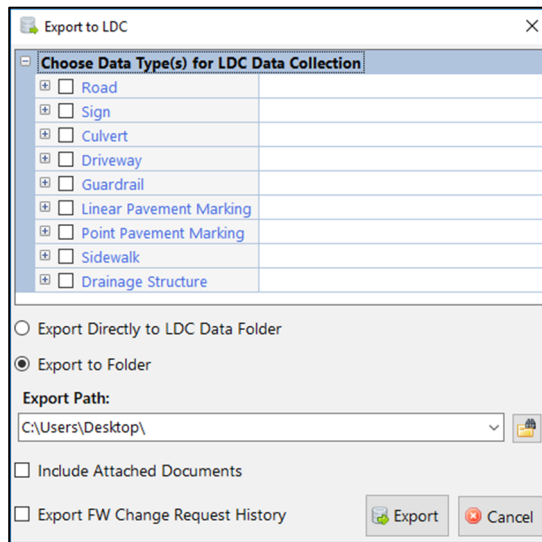 Export to LDC
Choose Data Type(s) for LDC Data Collection
Road
Sign
Culvert
Driveway
Guardrail
Linear Pavement Marking
Point Pavement Marking
Sidewalk
Drainage Structure
Export Directly to LDC Data Folder
Export to Folder
Export Path:
C:\Users\Desktop\
Include Attached Documents
Export FW Change Request History
Export
Cancel